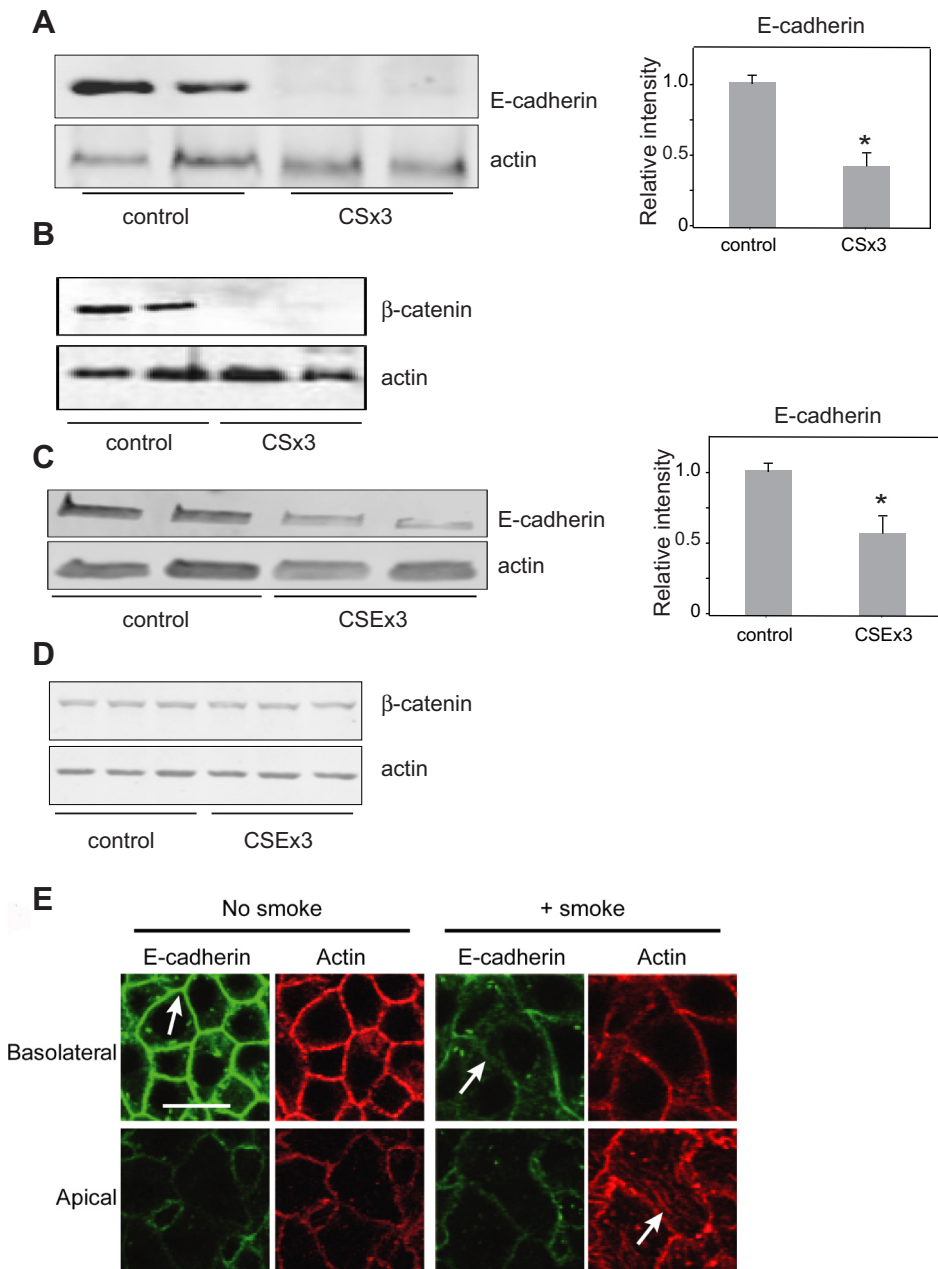 A
E-cadherin
actin
control CSx3
E-cadherin
Relative intensity
1.0
0.5
0
*
control CSx3
B
β-catenin
actin
control CSx3
C
E-cadherin
actin
control CSEx3
E-cadherin
Relative intensity
1.0
0.5
0
*
control CSEx3
D
β-catenin
actin
control CSEx3
E
No smoke + smoke
E-cadherin Actin E-cadherin Actin
Basolateral
Apical